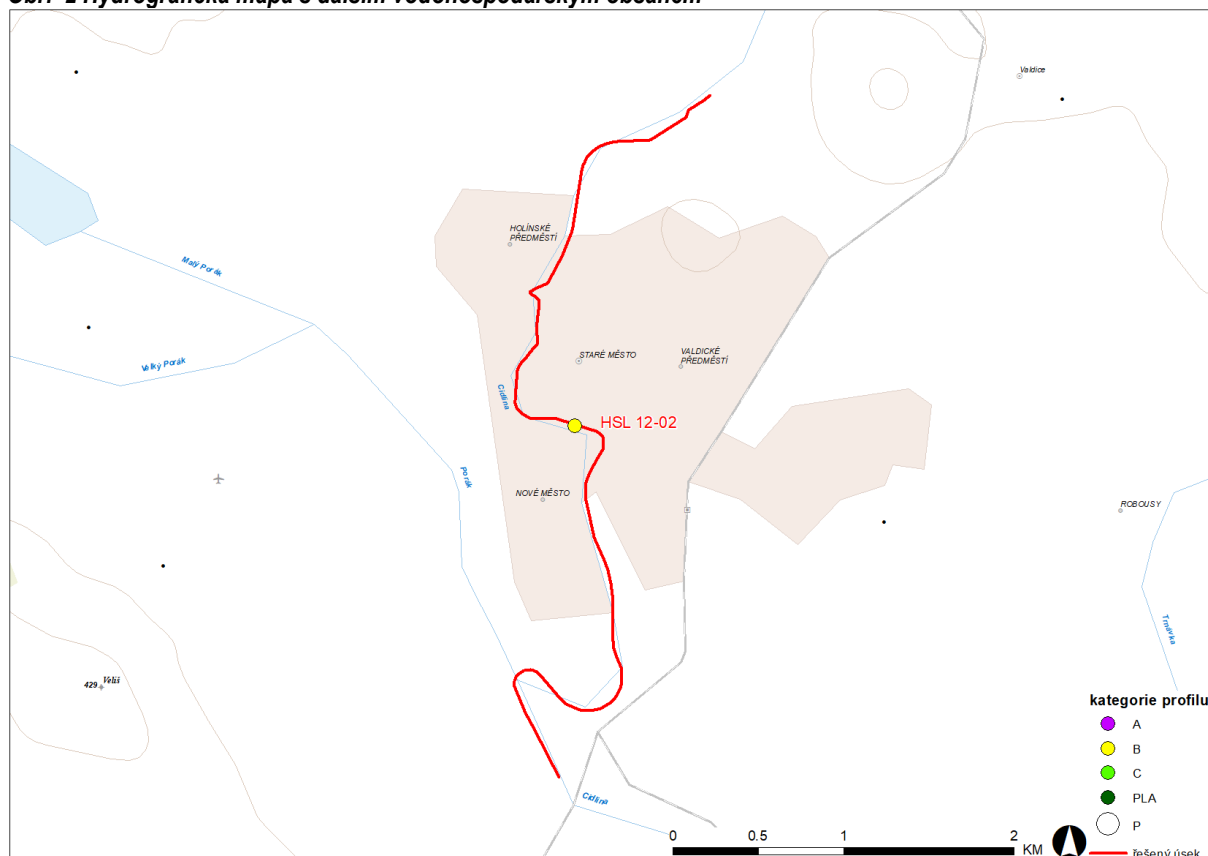 Valdice
HOLÍNSKÉ
PŘEDMĚSTÍ
Malý Porák
STARÉ MĚSTO
VALDICKÉ
PŘEDMĚSTÍ
Velký Porák
Cidlina
HSL 12-02
Porák
NOVÉ MĚSTO
ROBOUSY
Trnávka
429 Veliš
kategorie profilu
A
B
C
PLA
P
řešený úsek
Cidlina
0 0.5 1 2 KM